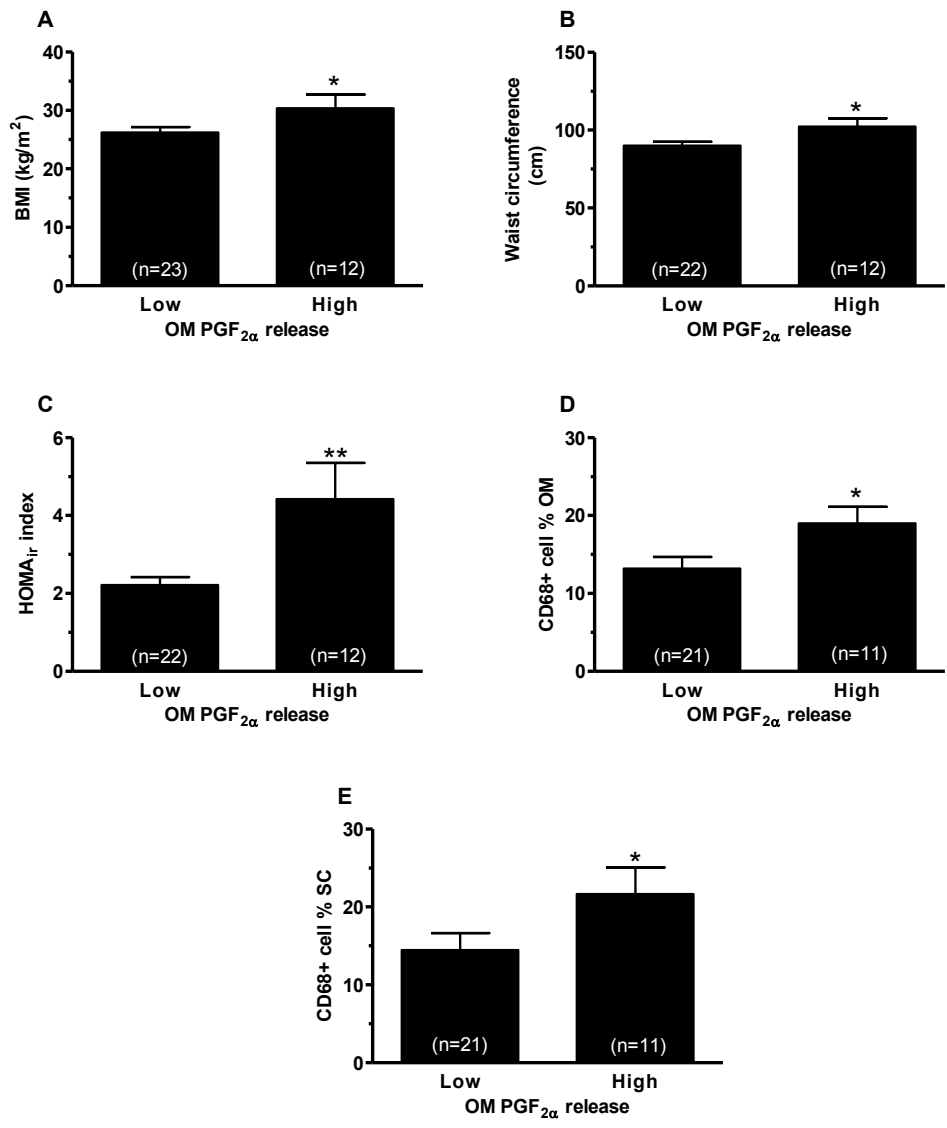 A
BMI (kg/m²)
40
30
20
10
0
*
(n=23)
(n=12)
Low
High
OM PGF₂α release
B
Waist circumference
(cm)
150
100
50
0
*
(n=22)
(n=12)
Low
High
OM PGF₂α release
C
HOMAᵢᵣ index
6
4
2
0
**
(n=22)
(n=12)
Low
High
OM PGF₂α release
D
CD68+ cell % OM
30
20
10
0
*
(n=21)
(n=11)
Low
High
OM PGF₂α release
E
CD68+ cell % SC
30
20
10
0
*
(n=21)
(n=11)
Low
High
OM PGF₂α release